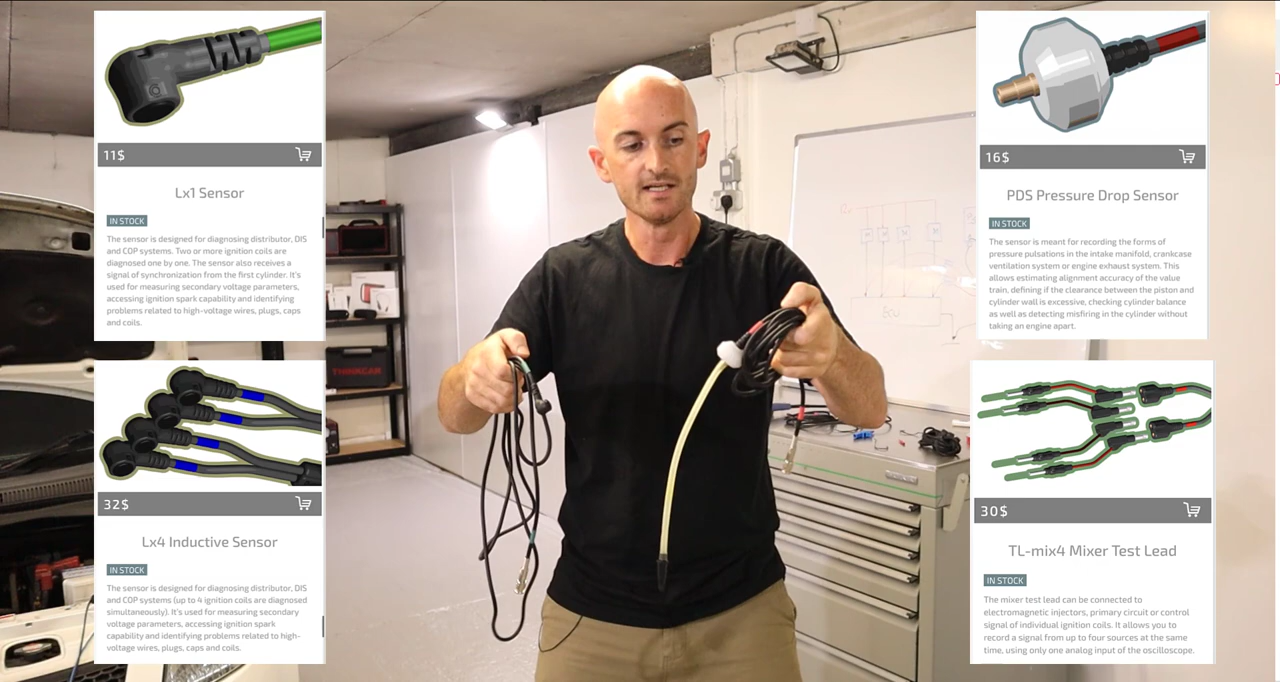 11$
Lx1 Sensor
IN STOCK
The sensor is designed for diagnosing distributor, DIS
and COP systems. Two or more ignition coils are
diagnosed one by one. The sensor also receives a
signal of synchronization from the first cylinder. It's
used for measuring secondary voltage parameters,
accessing ignition spark capability and identifying
problems related to high-voltage wires, plugs, caps
and coils.
32$
Lx4 Inductive Sensor
IN STOCK
The sensor is designed for diagnosing distributor, DIS
and COP systems (up to 4 ignition coils are diagnosed
simultaneously). It's used for measuring secondary
voltage parameters, accessing ignition spark
capability and identifying problems related to high-
voltage wires, plugs, caps and coils.
THINKCAR
ECU
16$
PDS Pressure Drop Sensor
IN STOCK
The sensor is meant for recording the forms of
pressure pulsations in the intake manifold, crankcase
ventilation system or engine exhaust system. This
allows estimating alignment accuracy of the value
train, defining if the clearance between the piston and
cylinder wall is excessive, checking cylinder balance
as well as detecting misfiring in the cylinder without
taking an engine apart.
30$
TL-mix4 Mixer Test Lead
IN STOCK
The mixer test lead can be connected to
electromagnetic injectors, primary circuit or control
signal of individual ignition coils. It allows you to
record a signal from up to four sources at the same
time, using only one analog input of the oscilloscope.